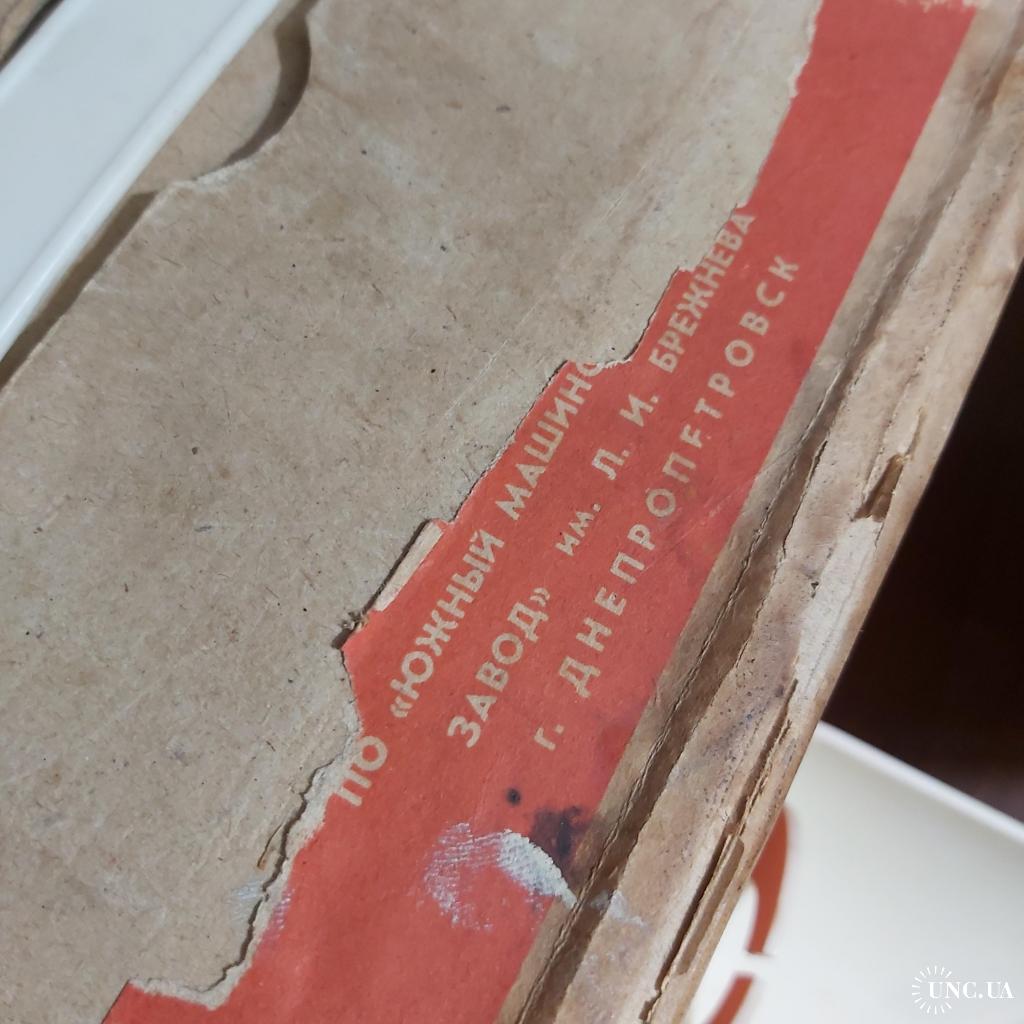 ПО «ЮЖНЫЙ МАШИНО
ЗАВОД» им. Л. И. БРЕЖНЕВА
г. ДНЕПРОПЕТРОВСК
UNC.UA